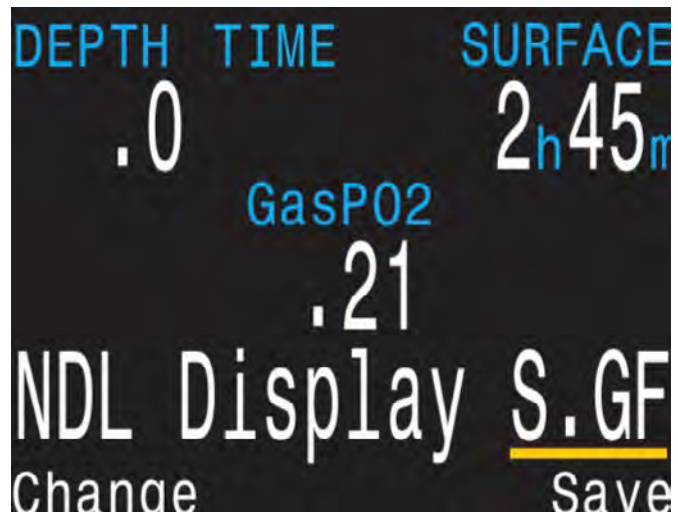 DEPTH TIME SURFACE
.0 2h45m
GasPO2
.21
NDL Display S.GF
Change Save